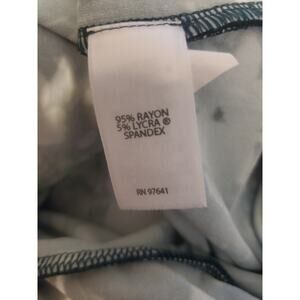 95% RAYON
5% LYCRA ®
SPANDEX
RN 97641